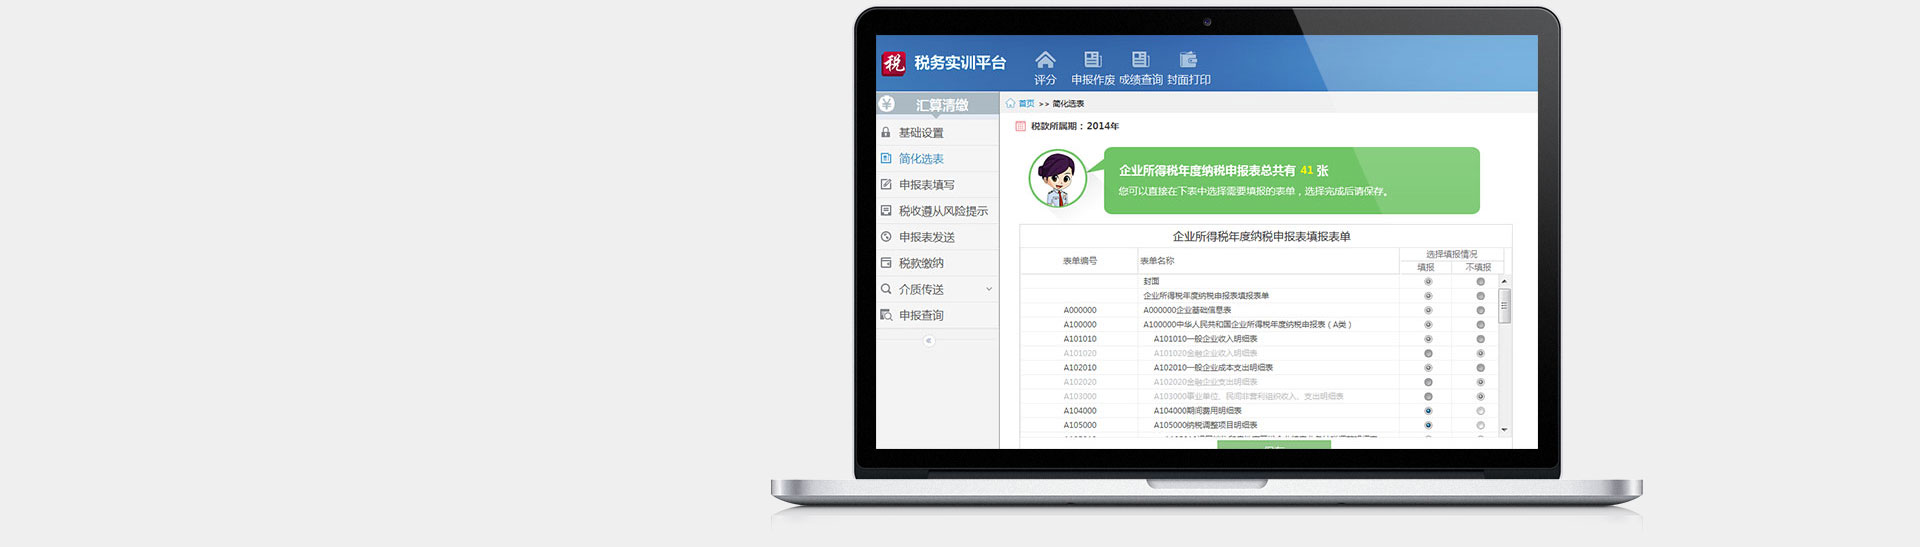 税 税务实训平台
评分 申报作废 成绩查询 封面打印
汇算清缴
基础设置
简化选表
申报表填写
税收遵从风险提示
申报表发送
税款缴纳
介质传送
申报查询
首页 >> 简化选表
税款所属期：2014年
企业所得税年度纳税申报表总共有 41 张
您可以直接在下表中选择需要填报的表单，选择完成后请保存。
企业所得税年度纳税申报表填报表单
表单编号 表单名称 选择填报情况
填报 不填报
封面
企业所得税年度纳税申报表填报表单
A000000 A000000企业基础信息表
A100000 A100000中华人民共和国企业所得税年度纳税申报表（A类）
A101010 A101010一般企业收入明细表
A101020 A101020金融企业收入明细表
A102010 A102010一般企业成本支出明细表
A102020 A102020金融企业支出明细表
A103000 A103000事业单位、民间非营利组织收入、支出明细表
A104000 A104000期间费用明细表
A105000 A105000纳税调整项目明细表